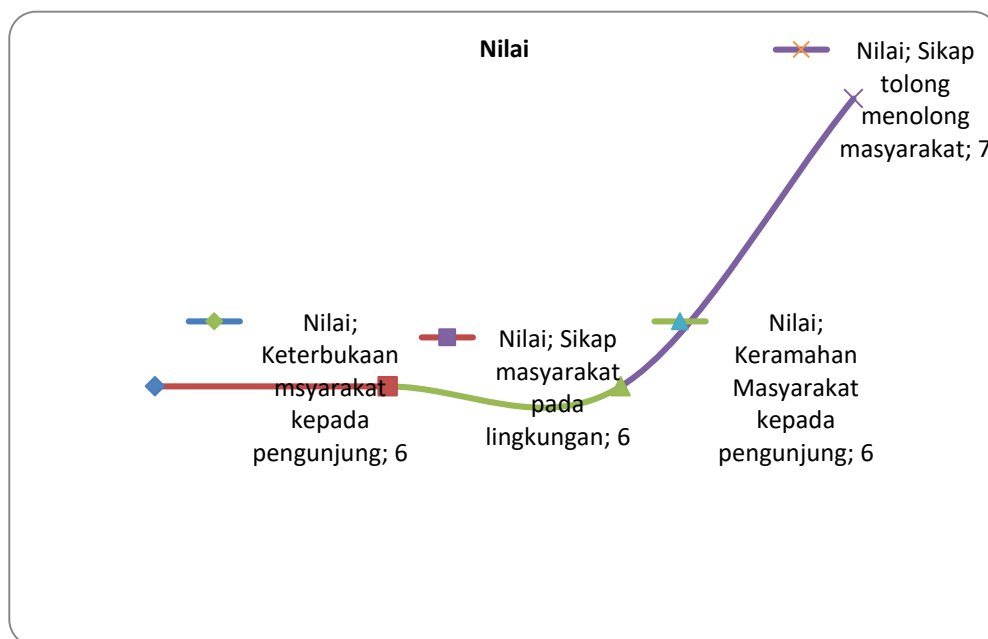 Nilai
Nilai; Keterbukaan
msyarakat
kepada
pengunjung; 6
Nilai; Sikap
masyarakat
pada
lingkungan; 6
Nilai;
Keramahan
Masyarakat
kepada
pengunjung; 6
Nilai; Sikap
tolong
menolong
masyarakat; 7